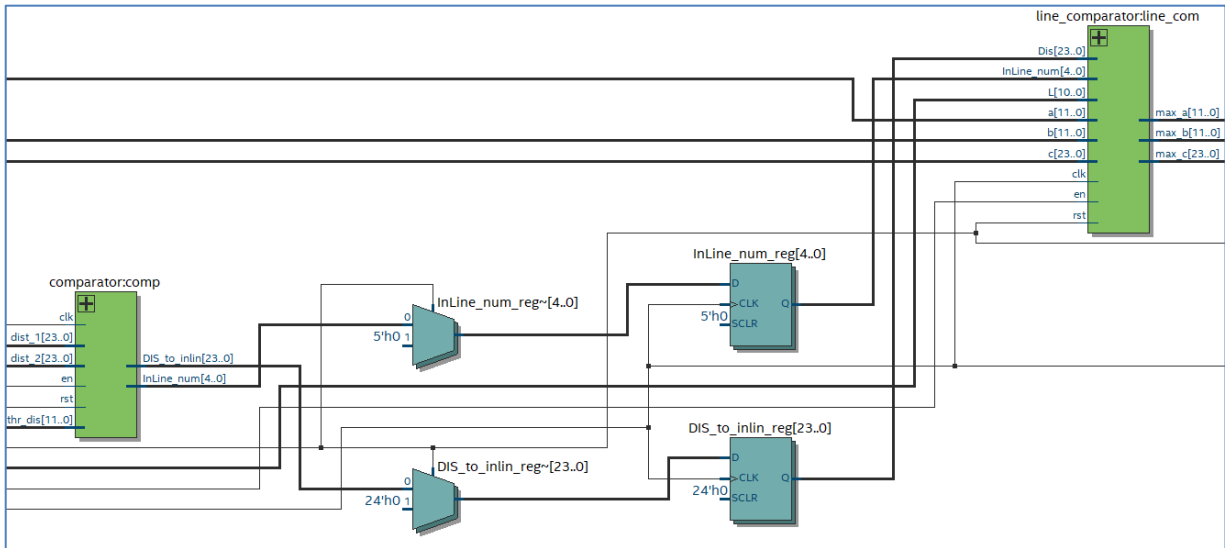 line_comparator:line_com
Dis[23..0]
InLine_num[4..0]
L[10..0]
a[11..0]
b[11..0]
c[23..0]
clk
en
rst
max_a[11..0]
max_b[11..0]
max_c[23..0]
comparator:comp
clk
dist_1[23..0]
dist_2[23..0]
en
rst
thr_dis[11..0]
DIS_to_inlin[23..0]
InLine_num[4..0]
InLine_num_reg~[4..0]
0
5'h0 1
InLine_num_reg[4..0]
D
CLK
5'h0 SCLR
Q
DIS_to_inlin_reg~[23..0]
0
24'h0 1
DIS_to_inlin_reg[23..0]
D
CLK
24'h0 SCLR
Q